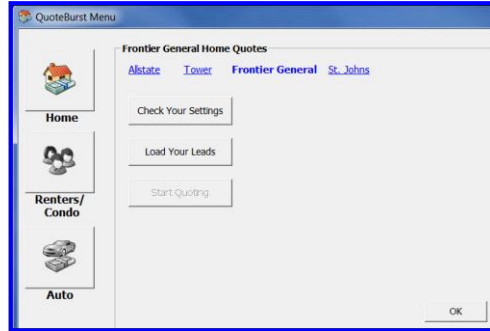 QuoteBurst Menu
Frontier General Home Quotes
Allstate Tower Frontier General St. Johns
Check Your Settings
Home
Load Your Leads
Start Quoting
Renters/
Condo
Auto
OK